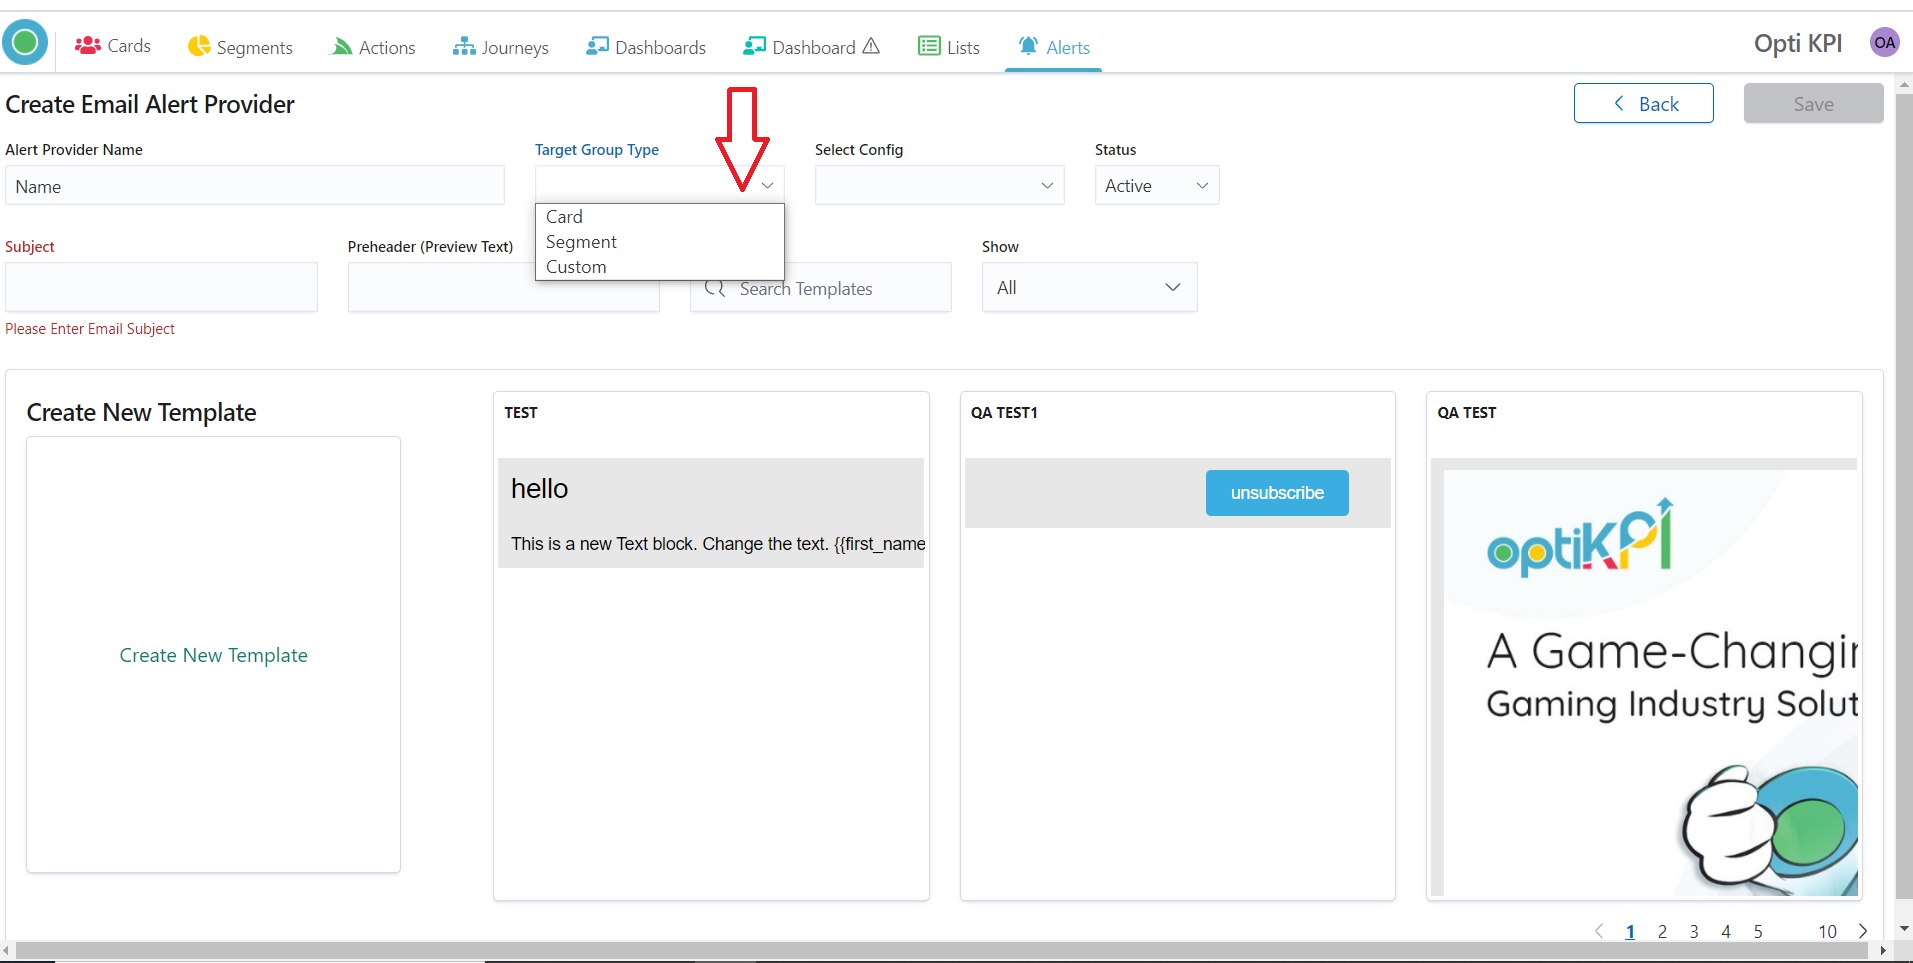 Cards
Segments
Actions
Journeys
Dashboards
Dashboard
Lists
Alerts
Opti KPI
OA
Create Email Alert Provider
Back
Save
Alert Provider Name
Target Group Type
Select Config
Status
Name
Active
Card
Segment
Custom
Subject
Preheader (Preview Text)
Show
Search Templates
All
Please Enter Email Subject
Create New Template
Create New Template
TEST
hello
This is a new Text block. Change the text. {{first_name
QA TEST1
unsubscribe
QA TEST
optiKPI
A Game-Changin
Gaming Industry Solut
1 2 3 4 5 10